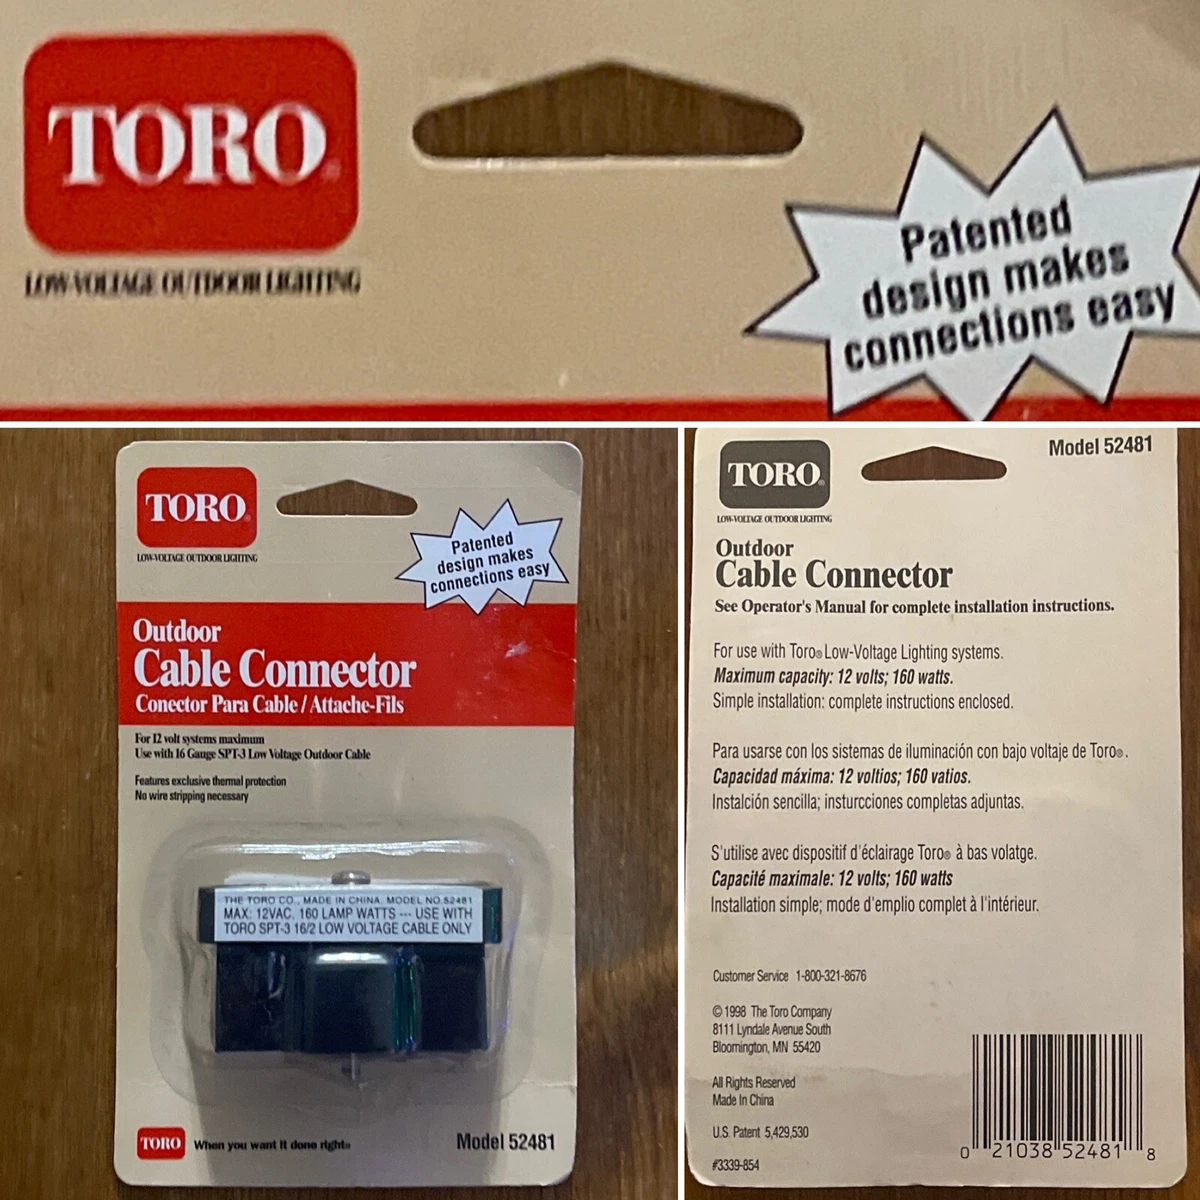 TORO
LOW-VOLTAGE OUTDOOR LIGHTING
Patented
design makes
connections easy
TORO
LOW-VOLTAGE OUTDOOR LIGHTING
Patented
design makes
connections easy
Outdoor
Cable Connector
Conector Para Cable / Attache-Fils
For 12 volt systems maximum
Use with 16 Gauge SPT-3 Low Voltage Outdoor Cable
Features exclusive thermal protection
No wire stripping necessary
THE TORO CO., MADE IN CHINA, MODEL NO.52481
MAX: 12VAC, 160 LAMP WATTS --- USE WITH
TORO SPT-3 16/2 LOW VOLTAGE CABLE ONLY
TORO When you want it done right®
Model 52481
Model 52481
TORO®
LOW-VOLTAGE OUTDOOR LIGHTING
Outdoor
Cable Connector
See Operator's Manual for complete installation instructions.
For use with Toro® Low-Voltage Lighting systems.
Maximum capacity: 12 volts; 160 watts.
Simple installation: complete instructions enclosed.
Para usarse con los sistemas de iluminación con bajo voltaje de Toro®.
Capacidad máxima: 12 voltios; 160 vatios.
Instalción sencilla; insturcciones completas adjuntas.
S'utilise avec dispositif d'éclairage Toro® à bas volatge.
Capacité maximale: 12 volts; 160 watts
Installation simple; mode d'emplio complet à l'intérieur.
Customer Service 1-800-321-8676
© 1998 The Toro Company
8111 Lyndale Avenue South
Bloomington, MN 55420
All Rights Reserved
Made In China
U.S. Patent 5,429,530
#3339-854
0 21038 52481 8